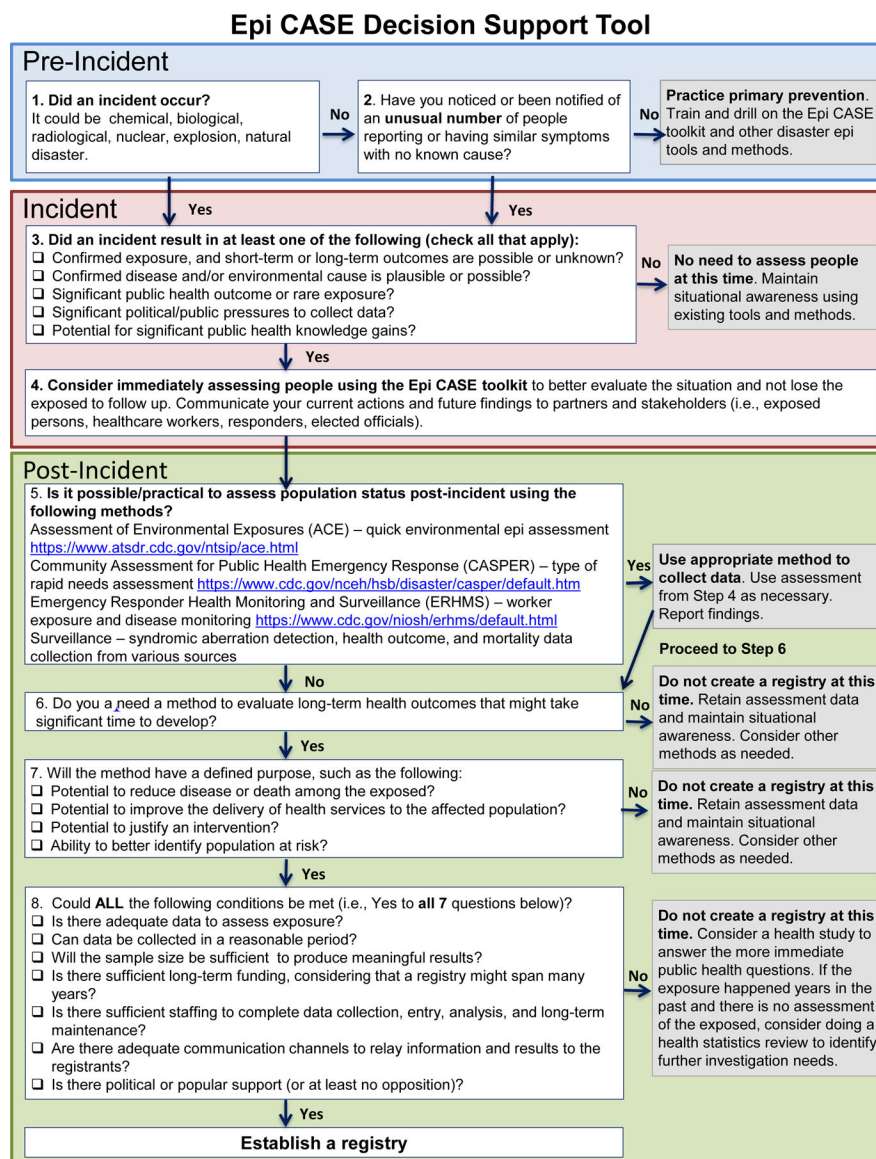 Epi CASE Decision Support Tool
Pre-Incident
1. Did an incident occur?
It could be chemical, biological,
radiological, nuclear, explosion, natural
disaster.
No
2. Have you noticed or been notified of
an unusual number of people
reporting or having similar symptoms
with no known cause?
No
Practice primary prevention.
Train and drill on the Epi CASE
toolkit and other disaster epi
tools and methods.
Yes
Yes
Incident
3. Did an incident result in at least one of the following (check all that apply):
❑ Confirmed exposure, and short-term or long-term outcomes are possible or unknown?
❑ Confirmed disease and/or environmental cause is plausible or possible?
❑ Significant public health outcome or rare exposure?
❑ Significant political/public pressures to collect data?
❑ Potential for significant public health knowledge gains?
No
No need to assess people
at this time. Maintain
situational awareness using
existing tools and methods.
Yes
4. Consider immediately assessing people using the Epi CASE toolkit to better evaluate the situation and not lose the
exposed to follow up. Communicate your current actions and future findings to partners and stakeholders (i.e., exposed
persons, healthcare workers, responders, elected officials).
Post-Incident
5. Is it possible/practical to assess population status post-incident using the
following methods?
Assessment of Environmental Exposures (ACE) – quick environmental epi assessment
https://www.atsdr.cdc.gov/ntsip/ace.html
Community Assessment for Public Health Emergency Response (CASPER) – type of
rapid needs assessment https://www.cdc.gov/nceh/hsb/disaster/casper/default.htm
Emergency Responder Health Monitoring and Surveillance (ERHMS) – worker
exposure and disease monitoring https://www.cdc.gov/niosh/erhms/default.html
Surveillance – syndromic aberration detection, health outcome, and mortality data
collection from various sources
Yes
Use appropriate method to
collect data. Use assessment
from Step 4 as necessary.
Report findings.
Proceed to Step 6
No
6. Do you a need a method to evaluate long-term health outcomes that might take
significant time to develop?
No
Do not create a registry at this
time. Retain assessment data
and maintain situational
awareness. Consider other
methods as needed.
Yes
7. Will the method have a defined purpose, such as the following:
❑ Potential to reduce disease or death among the exposed?
❑ Potential to improve the delivery of health services to the affected population?
❑ Potential to justify an intervention?
❑ Ability to better identify population at risk?
No
Do not create a registry at this
time. Retain assessment data
and maintain situational
awareness. Consider other
methods as needed.
Yes
8. Could ALL the following conditions be met (i.e., Yes to all 7 questions below)?
❑ Is there adequate data to assess exposure?
❑ Can data be collected in a reasonable period?
❑ Will the sample size be sufficient to produce meaningful results?
❑ Is there sufficient long-term funding, considering that a registry might span many
years?
❑ Is there sufficient staffing to complete data collection, entry, analysis, and long-term
maintenance?
❑ Are there adequate communication channels to relay information and results to the
registrants?
❑ Is there political or popular support (or at least no opposition)?
No
Do not create a registry at this
time. Consider a health study to
answer the more immediate
public health questions. If the
exposure happened years in the
past and there is no assessment
of the exposed, consider doing a
health statistics review to identify
further investigation needs.
Yes
Establish a registry